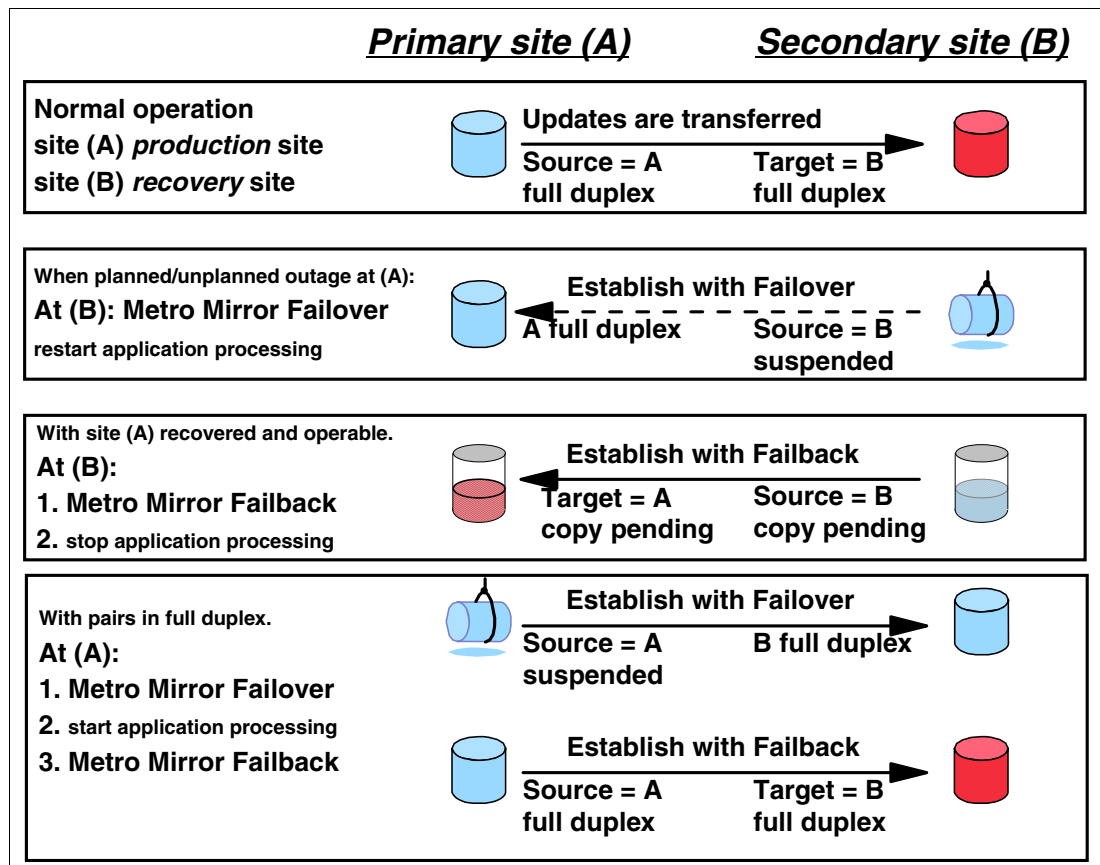 Primary site (A)
Secondary site (B)
Normal operation
site (A) production site
site (B) recovery site
Updates are transferred
Source = A
full duplex
Target = B
full duplex
When planned/unplanned outage at (A):
At (B): Metro Mirror Failover
restart application processing
Establish with Failover
A full duplex
Source = B
suspended
With site (A) recovered and operable.
At (B):
1. Metro Mirror Failback
2. stop application processing
Establish with Failback
Target = A
copy pending
Source = B
copy pending
With pairs in full duplex.
At (A):
1. Metro Mirror Failover
2. start application processing
3. Metro Mirror Failback
Establish with Failover
Source = A
suspended
B full duplex
Establish with Failback
Source = A
full duplex
Target = B
full duplex